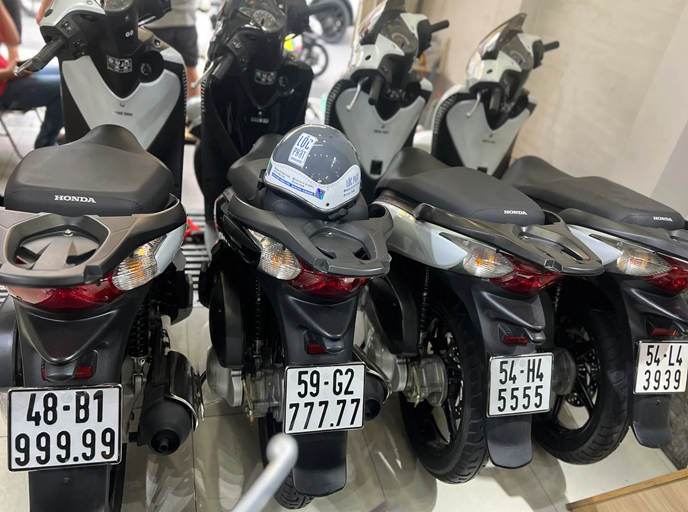 HONDA
48-B1
999.99
LỘC
PHÁT
59-G2
777.77
HONDA
54-H4
5555
HONDA
54-L4
3939